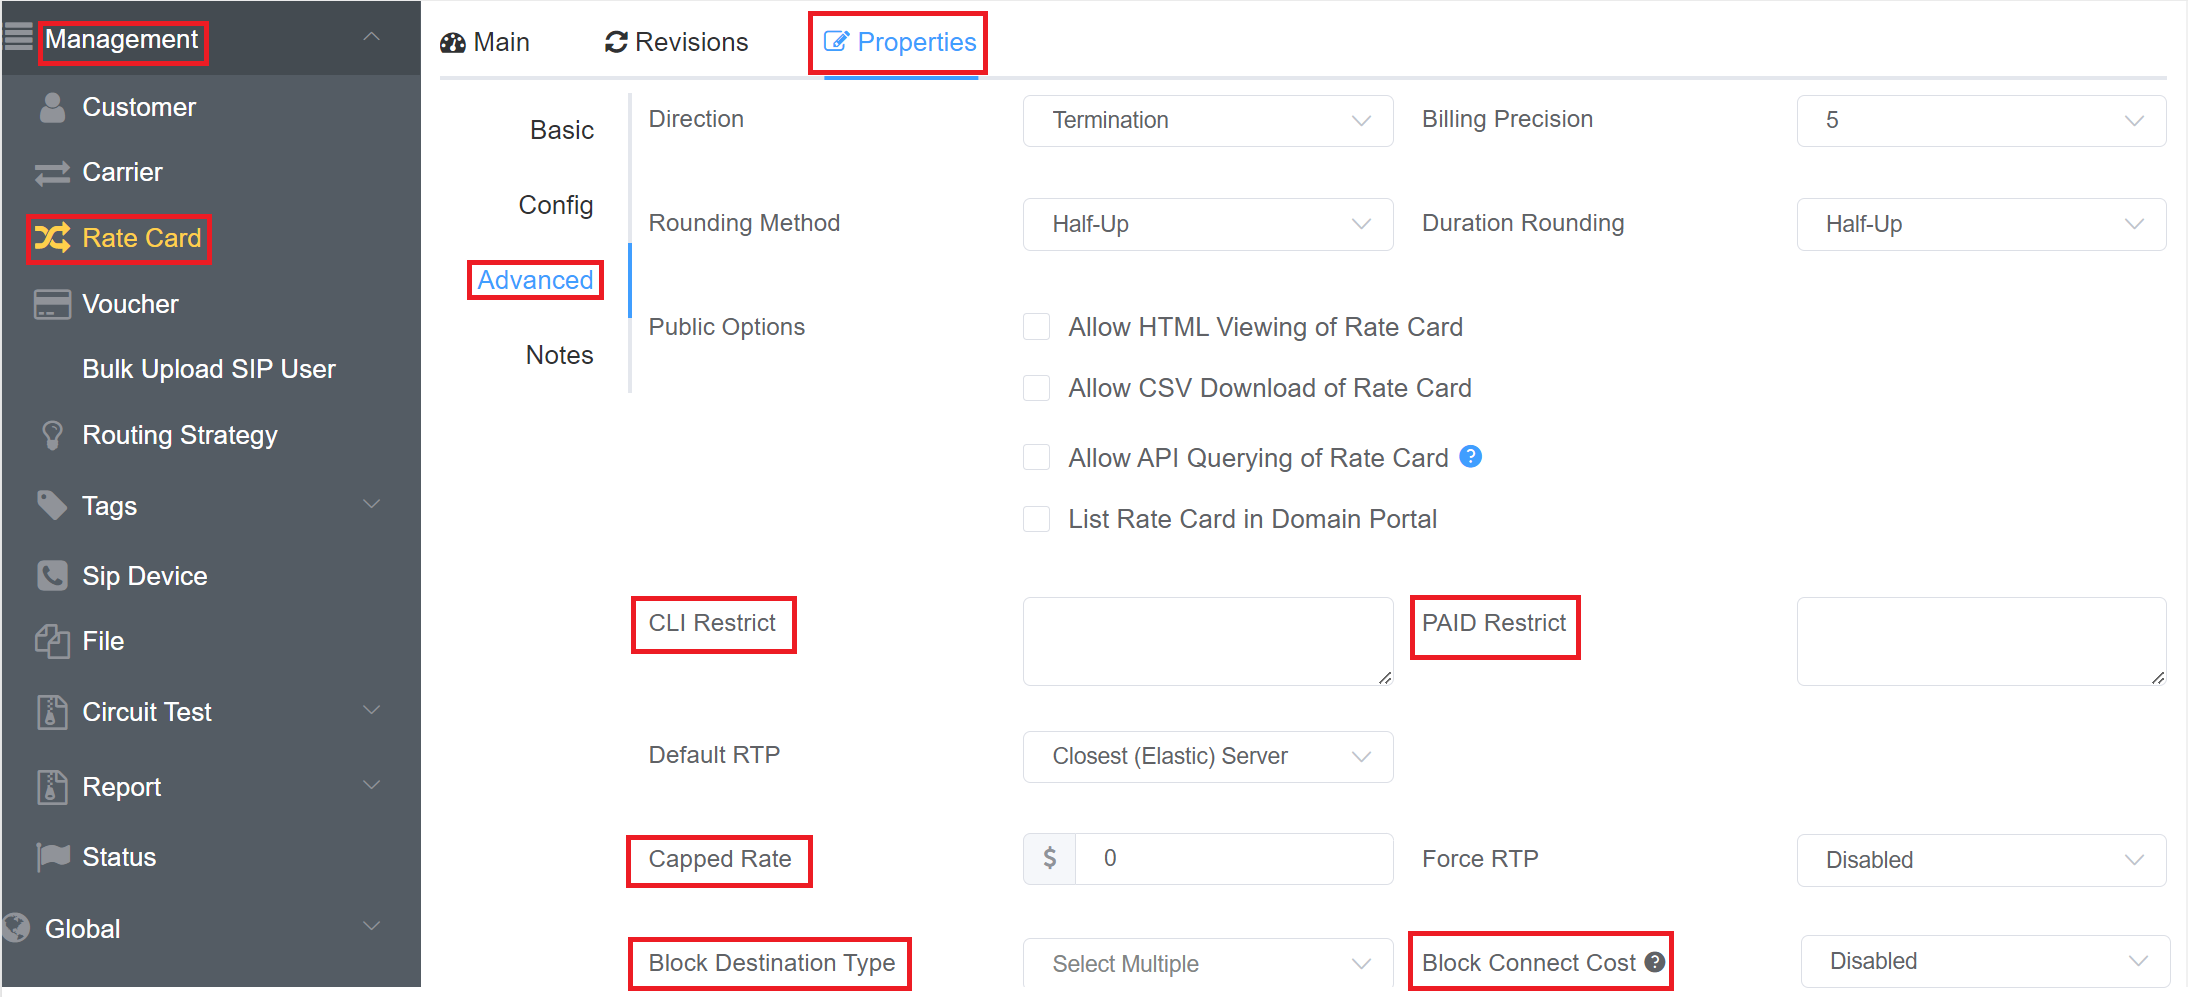 Management
Customer
Carrier
Rate Card
Voucher
Bulk Upload SIP User
Routing Strategy
Tags
Sip Device
File
Circuit Test
Report
Status
Global
Main Revisions Properties
Basic
Config
Advanced
Notes
Direction Termination Billing Precision 5
Rounding Method Half-Up Duration Rounding Half-Up
Public Options Allow HTML Viewing of Rate Card
Allow CSV Download of Rate Card
Allow API Querying of Rate Card ?
List Rate Card in Domain Portal
CLI Restrict PAID Restrict
Default RTP Closest (Elastic) Server
Capped Rate $ 0 Force RTP Disabled
Block Destination Type Select Multiple Block Connect Cost ? Disabled